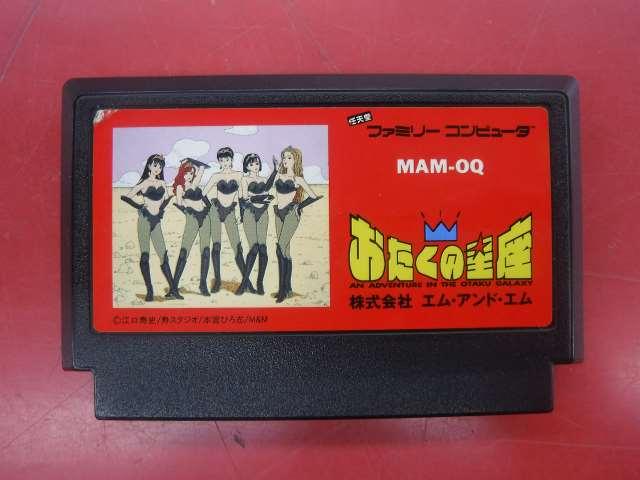 任天堂
ファミリー コンピュータ™
MAM-OQ
おたくの星座
AN ADVENTURE IN THE OTAKU GALAXY
株式会社 エム・アンド・エム
©江口寿史/寿スタジオ/本宮ひろ志/M&M